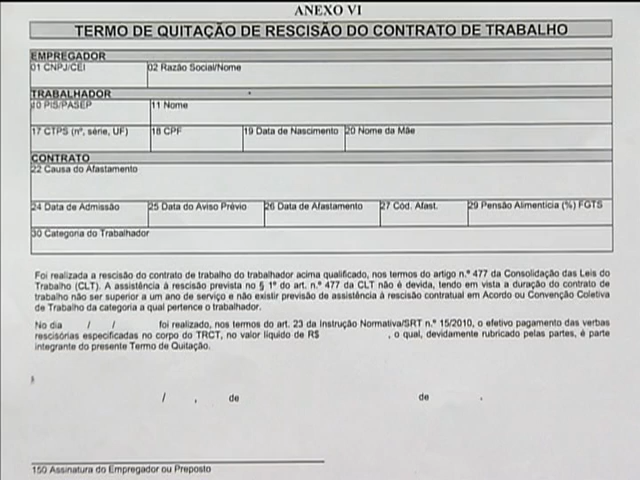 ANEXO VI
TERMO DE QUITAÇÃO DE RESCISÃO DO CONTRATO DE TRABALHO
EMPREGADOR
01 CNPJ/CEI 02 Razão Social/Nome
TRABALHADOR
10 PIS/PASEP 11 Nome
17 CTPS (nº, série, UF) 18 CPF 19 Data de Nascimento 20 Nome da Mãe
CONTRATO
22 Causa do Afastamento
24 Data de Admissão 25 Data do Aviso Prévio 26 Data de Afastamento 27 Cód. Afast. 29 Pensão Alimentícia (%) FGTS
30 Categoria do Trabalhador
Foi realizada a rescisão do contrato de trabalho do trabalhador acima qualificado, nos termos do artigo n.º 477 da Consolidação das Leis do
Trabalho (CLT). A assistência à rescisão prevista no § 1º do art. n.º 477 da CLT não é devida, tendo em vista a duração do contrato de
trabalho não ser superior a um ano de serviço e não existir previsão de assistência à rescisão contratual em Acordo ou Convenção Coletiva
de Trabalho da categoria a qual pertence o trabalhador.
No dia / / foi realizado, nos termos do art. 23 da Instrução Normativa/SRT n.º 15/2010, o efetivo pagamento das verbas
rescisórias especificadas no corpo do TRCT, no valor líquido de R$ , o qual, devidamente rubricado pelas partes, é parte
integrante do presente Termo de Quitação.
/ , de de .
150 Assinatura do Empregador ou Preposto